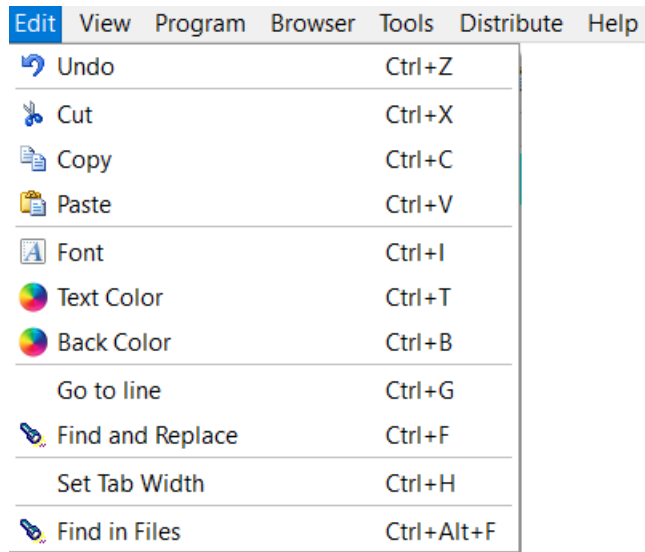 Edit View Program Browser Tools Distribute Help
Undo Ctrl+Z
Cut Ctrl+X
Copy Ctrl+C
Paste Ctrl+V
Font Ctrl+I
Text Color Ctrl+T
Back Color Ctrl+B
Go to line Ctrl+G
Find and Replace Ctrl+F
Set Tab Width Ctrl+H
Find in Files Ctrl+Alt+F